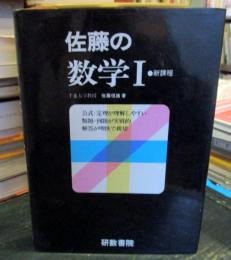 佐藤の
数学Ⅰ ●新課程
千葉大学教授 佐藤恒雄 著
公式・定理が理解しやすい
類題・例題が実戦的
解答が明快で親切
研数書院